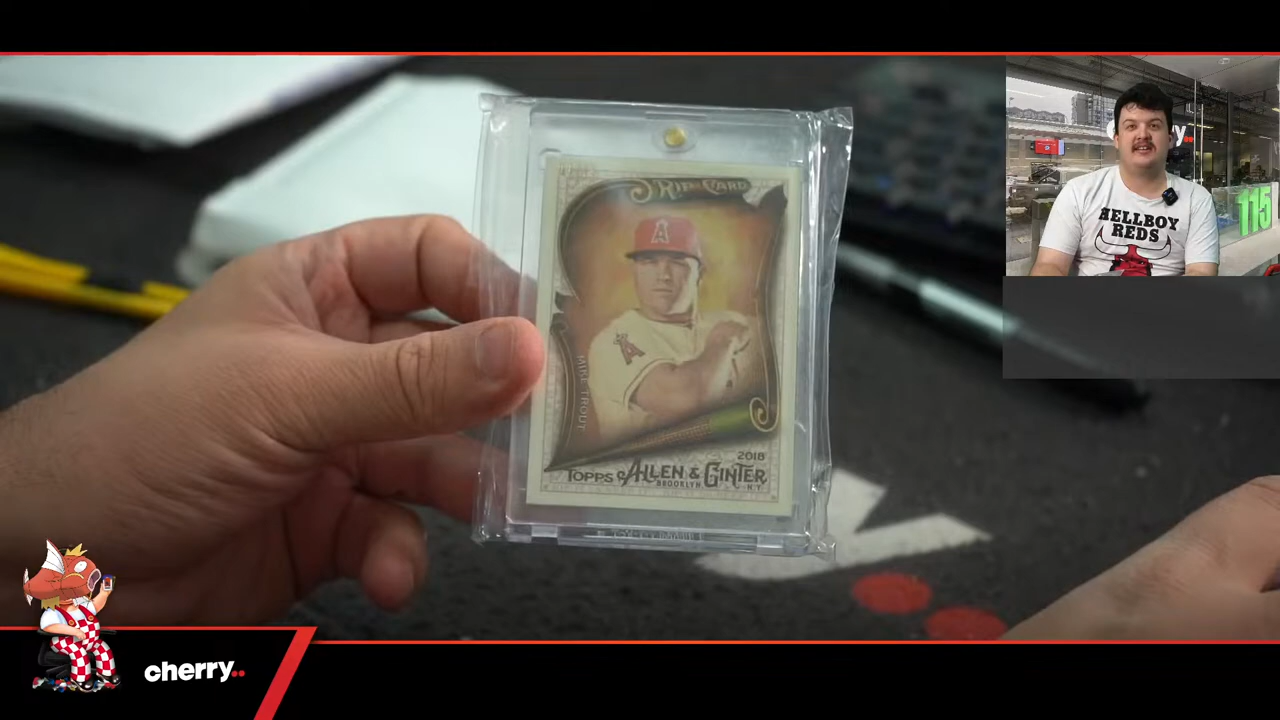 RIP CARD
A
A
MIKE TROUT
2018
TOPPS ALLEN & GINTER
BROOKLYN N.Y.
HELLBOY
REDS
115
cherry..